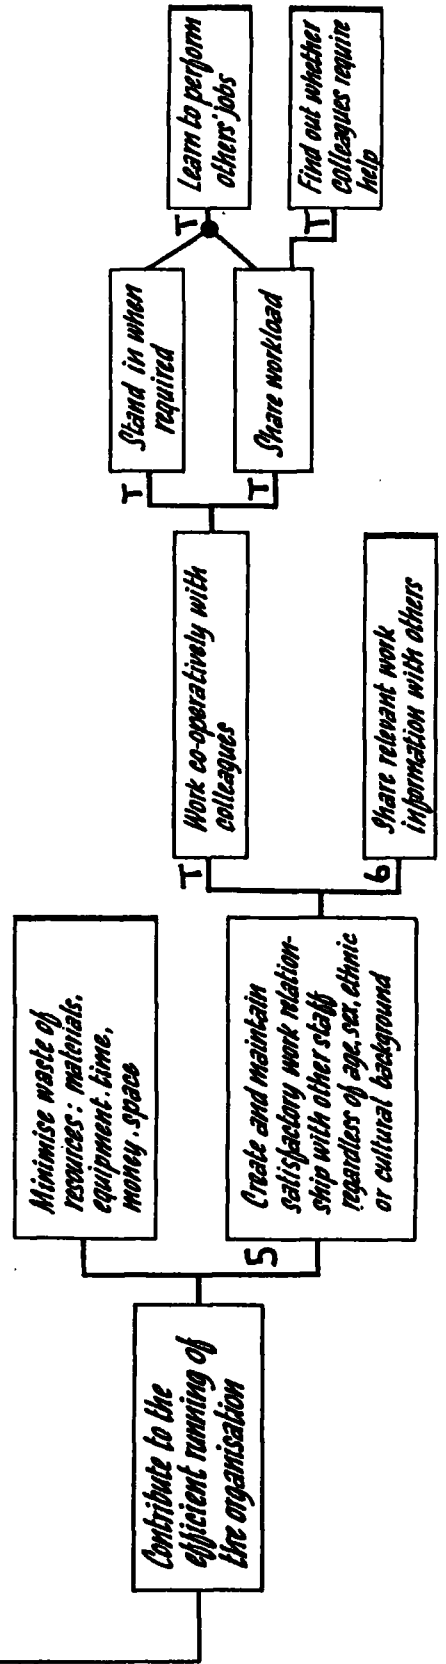 Contribute to the
efficient running of
the organisation
Minimise waste of
resources: materials,
equipment, time,
money, space
5
Create and maintain
satisfactory work relation-
ship with other staff
regardless of age, sex, ethnic
or cultural background
T
Work co-operatively with
colleagues
6
Share relevant work
information with others
T
Stand in when
required
T
Share workload
T
Learn to perform
others' jobs
T
Find out whether
colleagues require
help